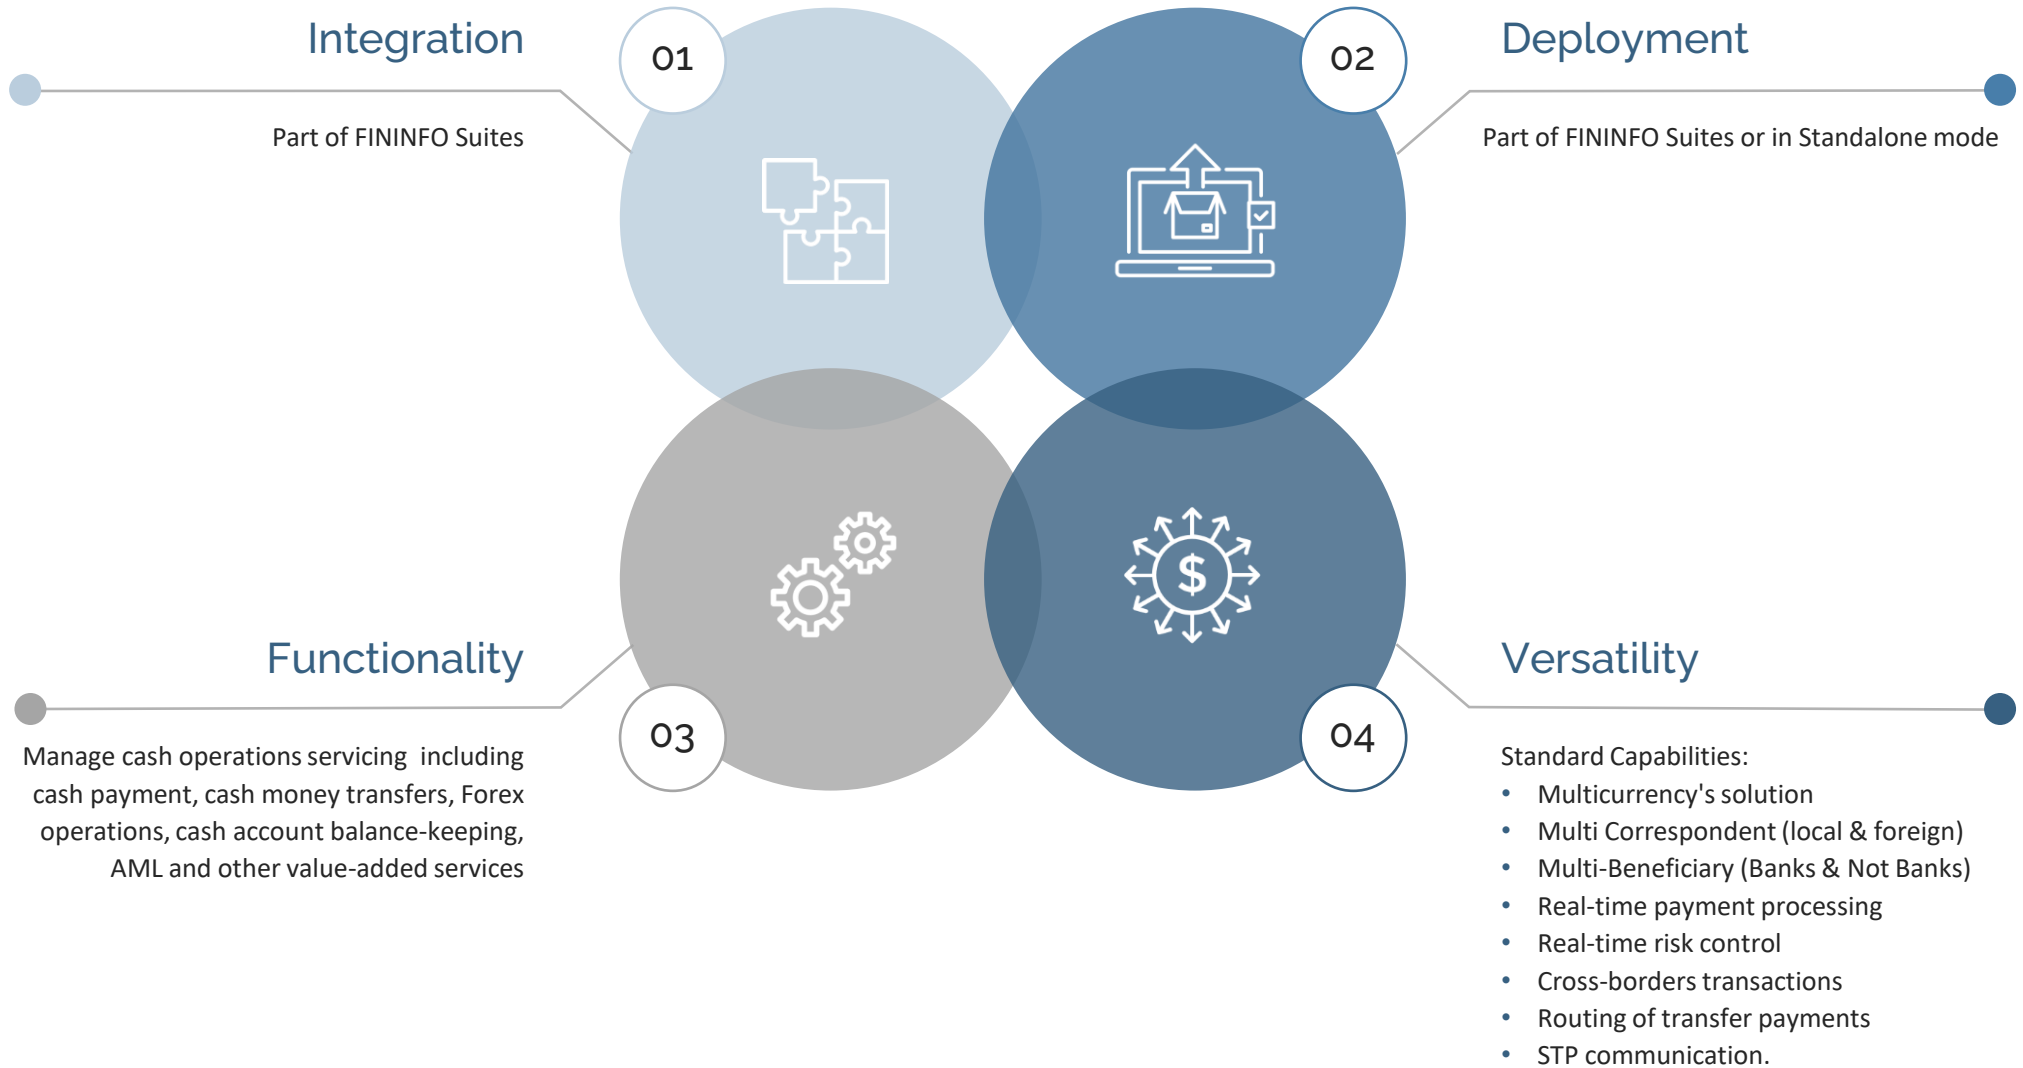 Integration
01
Part of FININFO Suites
02
Deployment
Part of FININFO Suites or in Standalone mode
$
Functionality
03
Manage cash operations servicing  including
cash payment, cash money transfers, Forex
operations, cash account balance-keeping,
AML and other value-added services
04
Versatility
Standard Capabilities:
• Multicurrency's solution
• Multi Correspondent (local & foreign)
• Multi-Beneficiary (Banks & Not Banks)
• Real-time payment processing
• Real-time risk control
• Cross-borders transactions
• Routing of transfer payments
• STP communication.